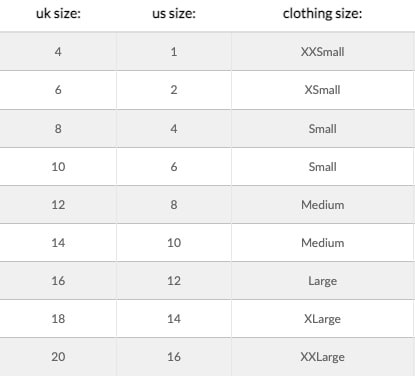 uk size: us size: clothing size:
4 1 XXSmall
6 2 XSmall
8 4 Small
10 6 Small
12 8 Medium
14 10 Medium
16 12 Large
18 14 XLarge
20 16 XXLarge